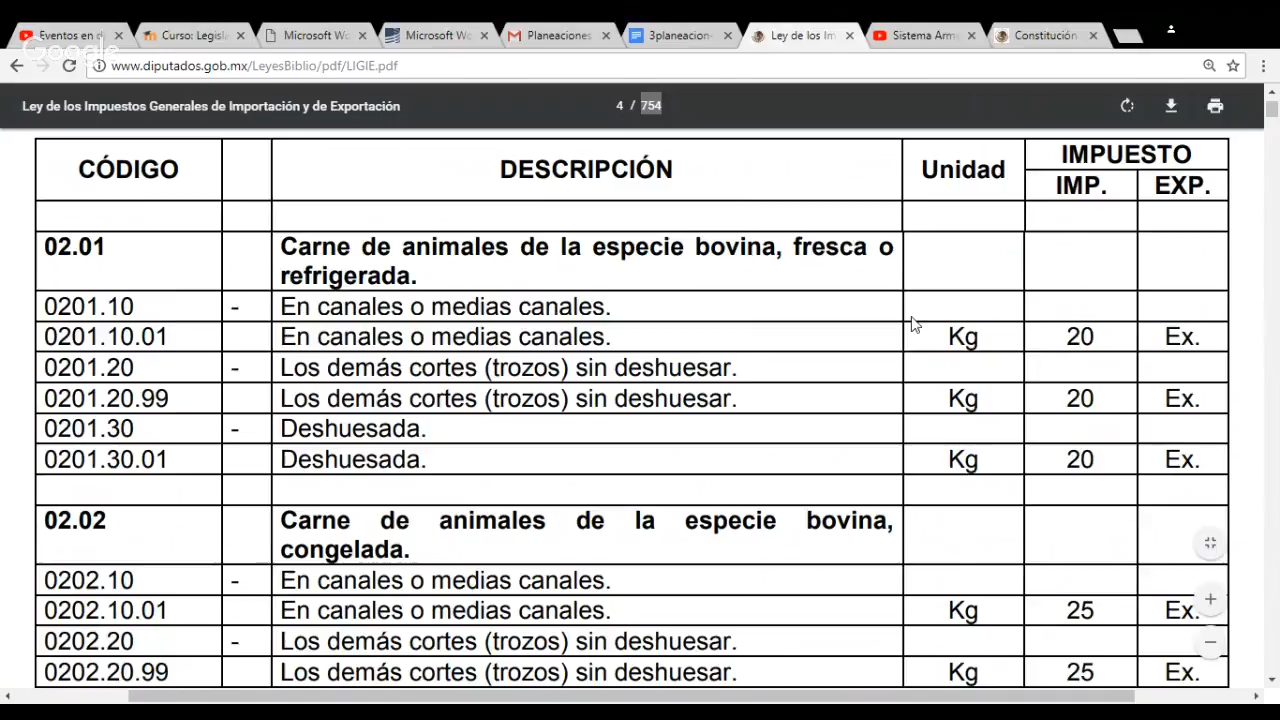 Eventos en d
Curso: Legisla
Microsoft Wo
Microsoft Wo
Planeaciones
3planeacion-
Ley de los Im
Sistema Arm
Constitución
Google
www.diputados.gob.mx/LeyesBiblio/pdf/LIGIE.pdf
Ley de los Impuestos Generales de Importación y de Exportación 4 / 754
CÓDIGO DESCRIPCIÓN Unidad IMPUESTO
IMP. EXP.
02.01 Carne de animales de la especie bovina, fresca o
refrigerada.
0201.10 - En canales o medias canales.
0201.10.01 En canales o medias canales. Kg 20 Ex.
0201.20 - Los demás cortes (trozos) sin deshuesar.
0201.20.99 Los demás cortes (trozos) sin deshuesar. Kg 20 Ex.
0201.30 - Deshuesada.
0201.30.01 Deshuesada. Kg 20 Ex.
02.02 Carne de animales de la especie bovina,
congelada.
0202.10 - En canales o medias canales.
0202.10.01 En canales o medias canales. Kg 25 Ex.
0202.20 - Los demás cortes (trozos) sin deshuesar.
0202.20.99 Los demás cortes (trozos) sin deshuesar. Kg 25 Ex.